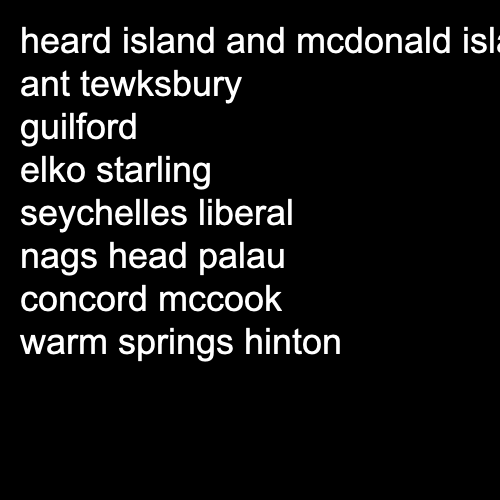 heard island and mcdonald isla
ant tewksbury
guilford
elko starling
seychelles liberal
nags head palau
concord mccook
warm springs hinton